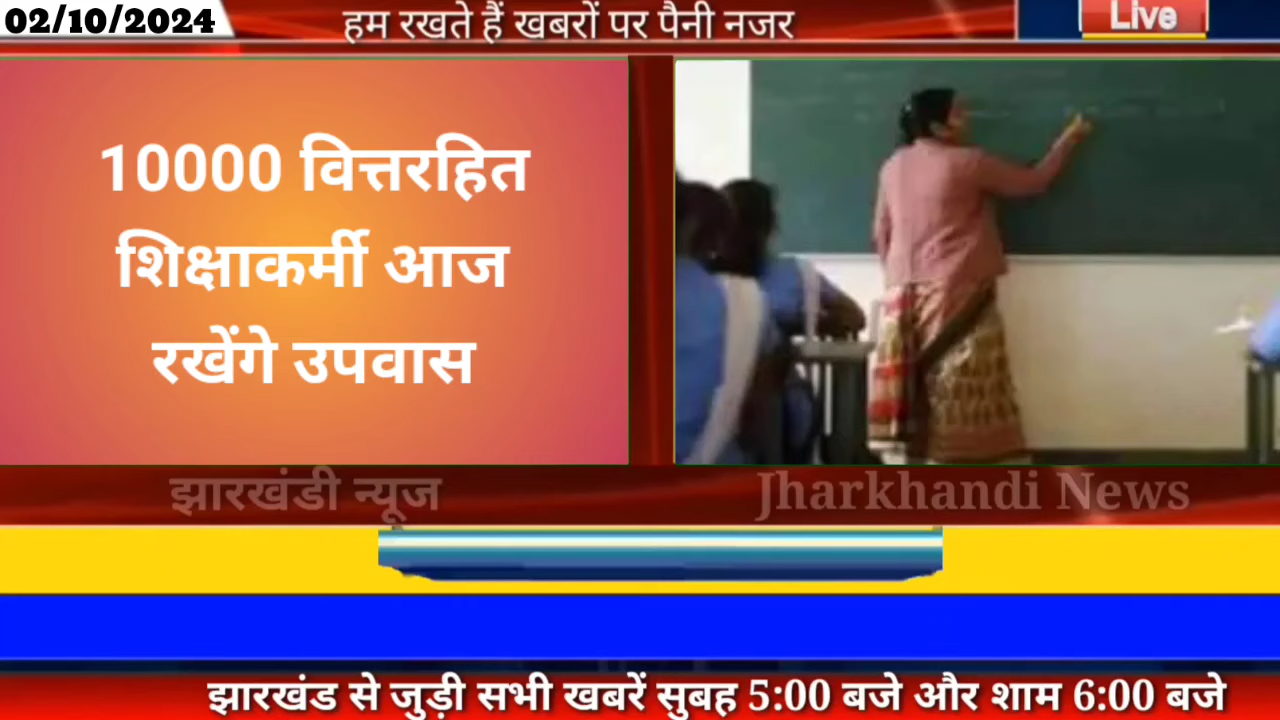 02/10/2024
हम रखते हैं खबरों पर पैनी नजर
Live
10000 वित्तरहित
शिक्षाकर्मी आज
रखेंगे उपवास
झारखंडी न्यूज
Jharkhandi News
झारखंड से जुड़ी सभी खबरें सुबह 5:00 बजे और शाम 6:00 बजे